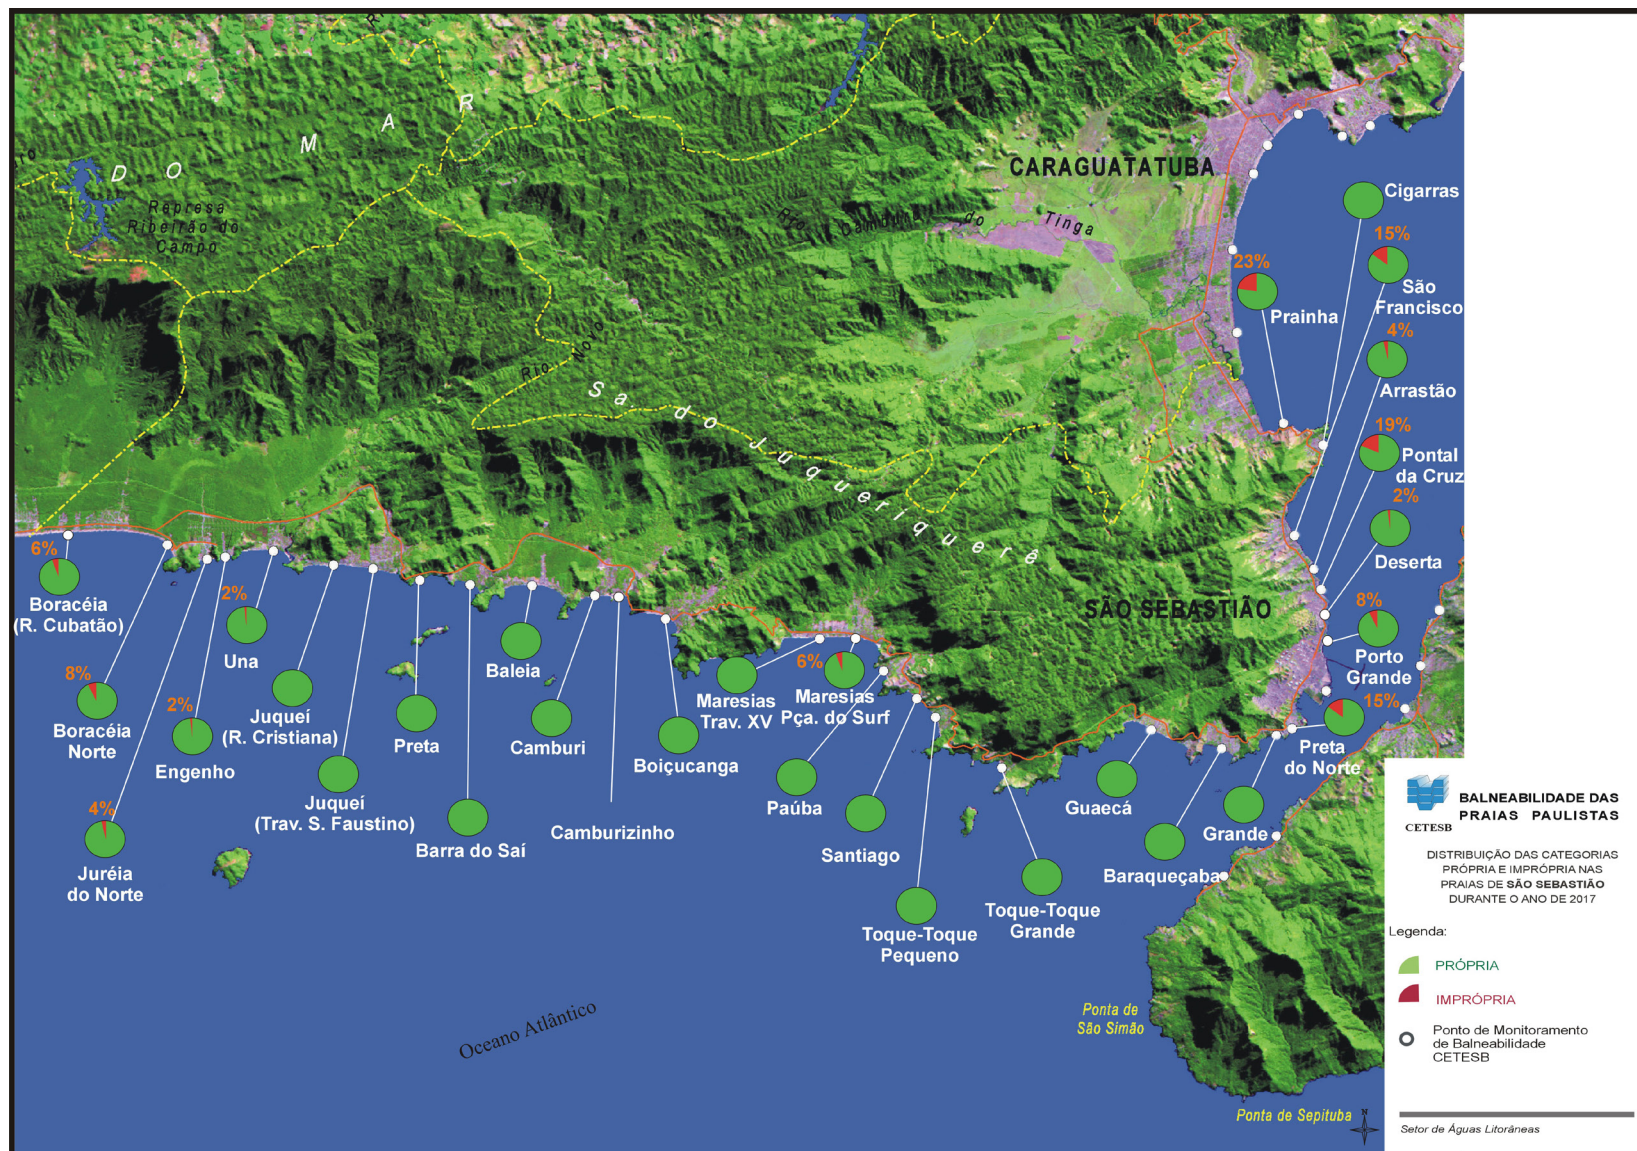 D O M A R
Represa
Ribeirão do
Campo
CARAGUATATUBA
Tinga
do
Camburu
Rio
Rio Novo
Sa. do Juqueriquerê
SÃO SEBASTIÃO
Cigarras
15%
São
Francisco
23%
Prainha
4%
Arrastão
19%
Pontal
da Cruz
2%
Deserta
8%
Porto
Grande
15%
Preta
do Norte
6%
Boracéia
(R. Cubatão)
8%
Boracéia
Norte
4%
Juréia
do Norte
2%
Engenho
2%
Una
Juqueí
(R. Cristiana)
Juqueí
(Trav. S. Faustino)
Preta
Barra do Saí
Baleia
Camburi
Camburizinho
Boiçucanga
Maresias
Trav. XV
6%
Maresias
Pça. do Surf
Paúba
Santiago
Toque-Toque
Pequeno
Toque-Toque
Grande
Guaecá
Baraqueçaba
Grande
Oceano Atlântico
Ponta de
São Simão
Ponta de Sepituba
N
CETESB
BALNEABILIDADE DAS
PRAIAS PAULISTAS
DISTRIBUIÇÃO DAS CATEGORIAS
PRÓPRIA E IMPRÓPRIA NAS
PRAIAS DE SÃO SEBASTIÃO
DURANTE O ANO DE 2017
Legenda:
PRÓPRIA
IMPRÓPRIA
Ponto de Monitoramento
de Balneabilidade
CETESB
Setor de Águas Litorâneas